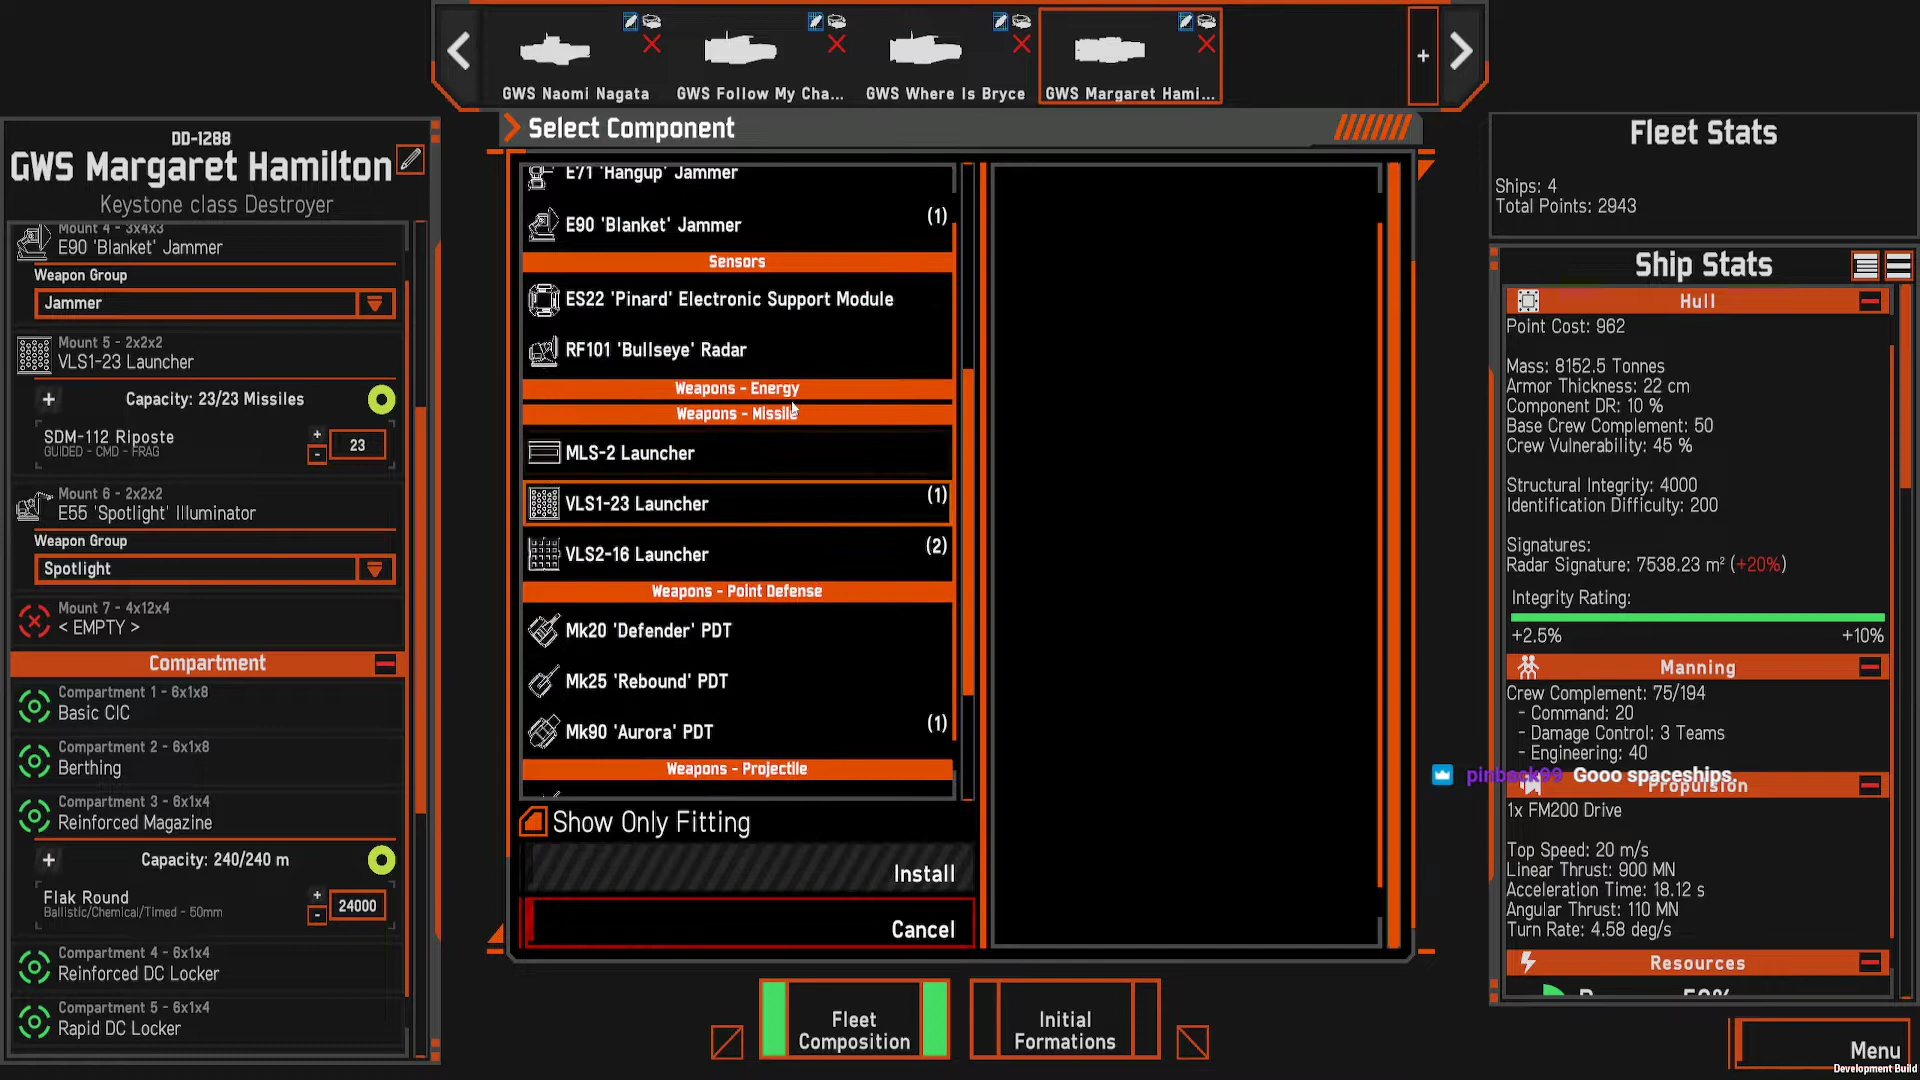 GWS Naomi Nagata
GWS Follow My Cha...
GWS Where Is Bryce
GWS Margaret Hami...
+
DD-1288
GWS Margaret Hamilton
Keystone class Destroyer
Mount 4 - 3x4x3
E90 'Blanket' Jammer
Weapon Group
Jammer
Mount 5 - 2x2x2
VLS1-23 Launcher
+ Capacity: 23/23 Missiles
SDM-112 Riposte
GUIDED - CMD - FRAG
+
-
23
Mount 6 - 2x2x2
E55 'Spotlight' Illuminator
Weapon Group
Spotlight
Mount 7 - 4x12x4
< EMPTY >
Compartment
Compartment 1 - 6x1x8
Basic CIC
Compartment 2 - 6x1x8
Berthing
Compartment 3 - 6x1x4
Reinforced Magazine
+ Capacity: 240/240 m
Flak Round
Ballistic/Chemical/Timed - 50mm
+
-
24000
Compartment 4 - 6x1x4
Reinforced DC Locker
Compartment 5 - 6x1x4
Rapid DC Locker
Select Component
E71 'Hangup' Jammer
E90 'Blanket' Jammer (1)
Sensors
ES22 'Pinard' Electronic Support Module
RF101 'Bullseye' Radar
Weapons - Energy
Weapons - Missile
MLS-2 Launcher
VLS1-23 Launcher (1)
VLS2-16 Launcher (2)
Weapons - Point Defense
Mk20 'Defender' PDT
Mk25 'Rebound' PDT
Mk90 'Aurora' PDT (1)
Weapons - Projectile
Show Only Fitting
Install
Cancel
Fleet
Composition
Initial
Formations
Fleet Stats
Ships: 4
Total Points: 2943
Ship Stats
Hull
Point Cost: 962
Mass: 8152.5 Tonnes
Armor Thickness: 22 cm
Component DR: 10 %
Base Crew Complement: 50
Crew Vulnerability: 45 %
Structural Integrity: 4000
Identification Difficulty: 200
Signatures:
Radar Signature: 7538.23 m² (+20%)
Integrity Rating:
+2.5% +10%
Manning
Crew Complement: 75/194
- Command: 20
- Damage Control: 3 Teams
- Engineering: 40
pinback99 Gooo spaceships.
Propulsion
1x FM200 Drive
Top Speed: 20 m/s
Linear Thrust: 900 MN
Acceleration Time: 18.12 s
Angular Thrust: 110 MN
Turn Rate: 4.58 deg/s
Resources
Menu
Development Build